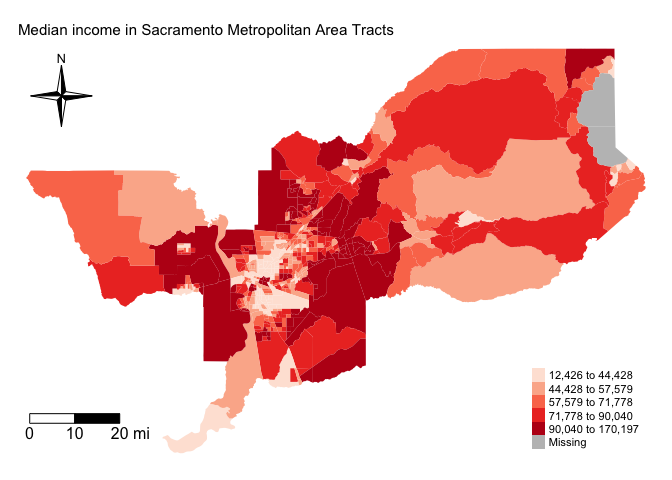 Median income in Sacramento Metropolitan Area Tracts
N
12,426 to 44,428
44,428 to 57,579
57,579 to 71,778
71,778 to 90,040
90,040 to 170,197
Missing
0 10 20 mi